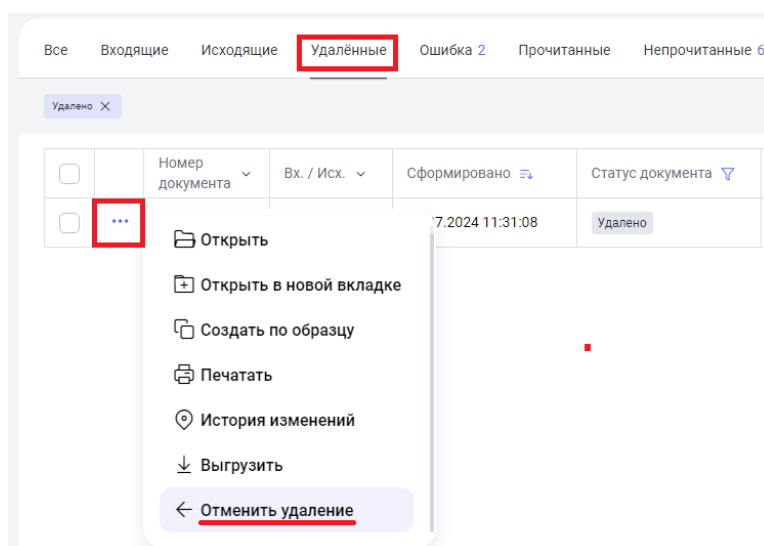 Все Входящие Исходящие Удалённые Ошибка 2 Прочитанные Непрочитанные 6
Удалено
Номер документа Вх. / Исх. Сформировано Статус документа
7.2024 11:31:08 Удалено
Открыть
Открыть в новой вкладке
Создать по образцу
Печатать
История изменений
Выгрузить
Отменить удаление